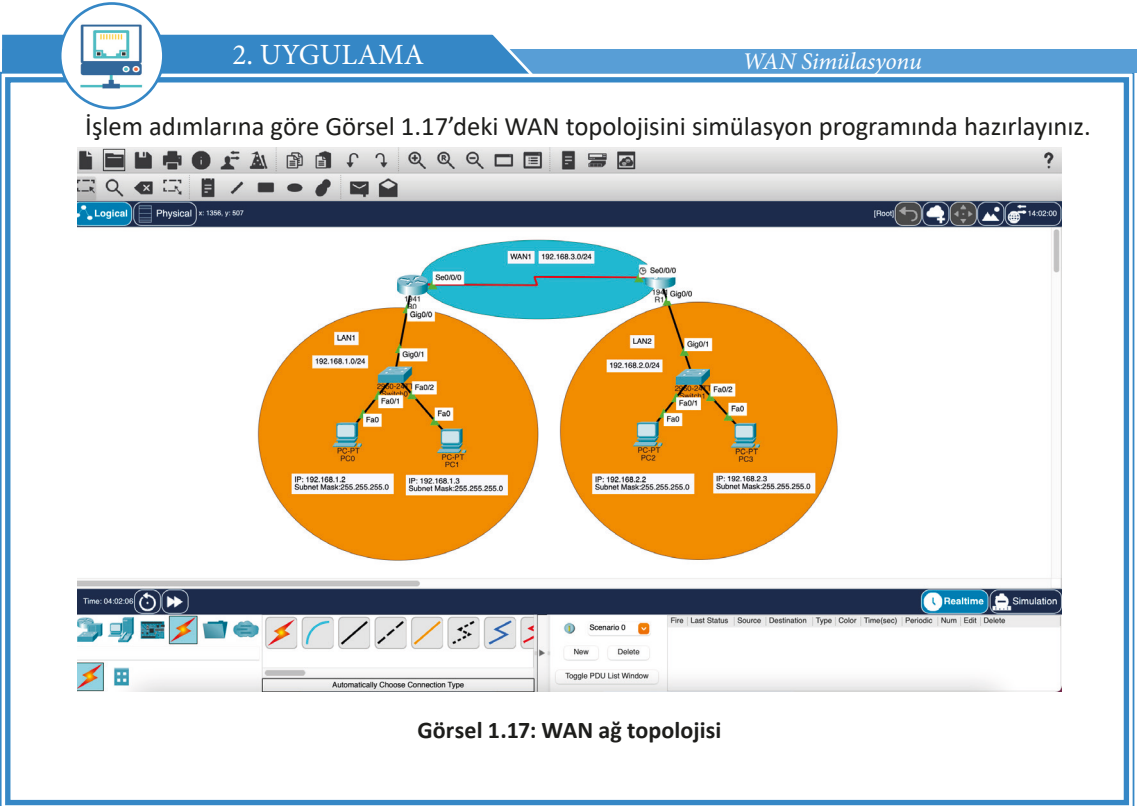 2. UYGULAMA
WAN Simülasyonu
İşlem adımlarına göre Görsel 1.17’deki WAN topolojisini simülasyon programında hazırlayınız.
?
Logical
Physical
x: 1356, y: 507
[Root]
14:02:00
WAN1
192.168.3.0/24
Se0/0/0
Se0/0/0
1941
R0
Gig0/0
1941
R1
Gig0/0
LAN1
192.168.1.0/24
Gig0/1
Switch0
Fa0/1
Fa0/2
Fa0
Fa0
PC-PT
PC0
PC-PT
PC1
IP: 192.168.1.2
Subnet Mask:255.255.255.0
IP: 192.168.1.3
Subnet Mask:255.255.255.0
LAN2
192.168.2.0/24
Gig0/1
Switch1
Fa0/1
Fa0/2
Fa0
Fa0
PC-PT
PC2
PC-PT
PC3
IP: 192.168.2.2
Subnet Mask:255.255.255.0
IP: 192.168.2.3
Subnet Mask:255.255.255.0
Time: 04:02:06
Realtime
Simulation
Scenario 0
New
Delete
Toggle PDU List Window
Fire Last Status Source Destination Type Color Time(sec) Periodic Num Edit Delete
Automatically Choose Connection Type
Görsel 1.17: WAN ağ topolojisi